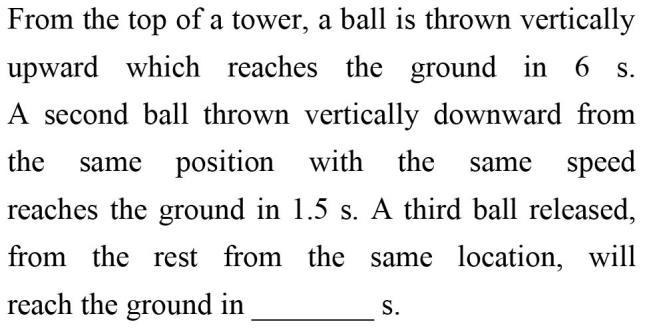 From the top of a tower, a ball is thrown vertically
upward which reaches the ground in 6 s.
A second ball thrown vertically downward from
the same position with the same speed
reaches the ground in 1.5 s. A third ball released,
from the rest from the same location, will
reach the ground in __________ s.